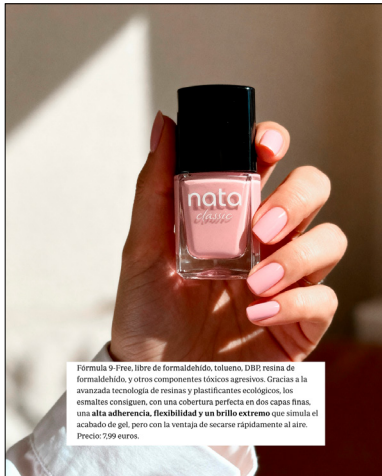 nata
classic
Fórmula 9-Free, libre de formaldehído, tolueno, DBP, resina de
formaldehído, y otros componentes tóxicos agresivos. Gracias a la
avanzada tecnología de resinas y plastificantes ecológicos, los
esmaltes consiguen, con una cobertura perfecta en dos capas finas,
una alta adherencia, flexibilidad y un brillo extremo que simula el
acabado de gel, pero con la ventaja de secarse rápidamente al aire.
Precio: 7,99 euros.